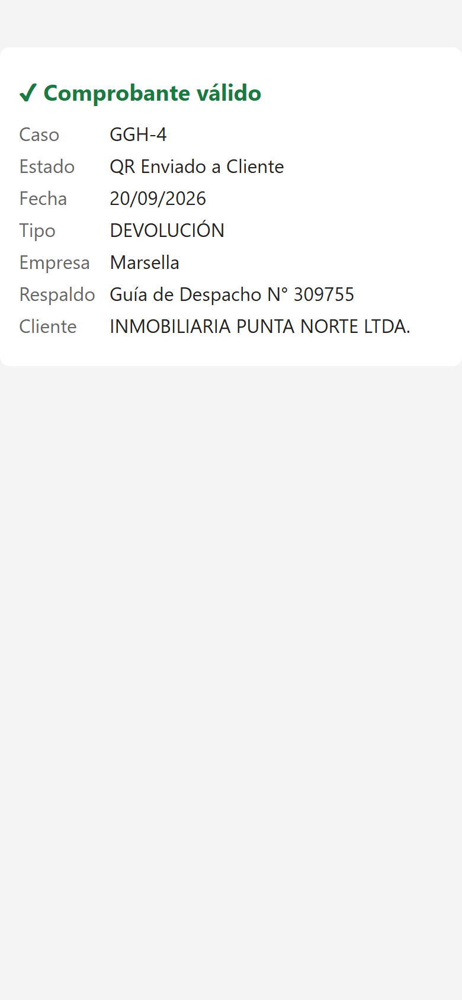 ✔ Comprobante válido
Caso GGH-4
Estado QR Enviado a Cliente
Fecha 20/09/2026
Tipo DEVOLUCIÓN
Empresa Marsella
Respaldo Guía de Despacho N° 309755
Cliente INMOBILIARIA PUNTA NORTE LTDA.